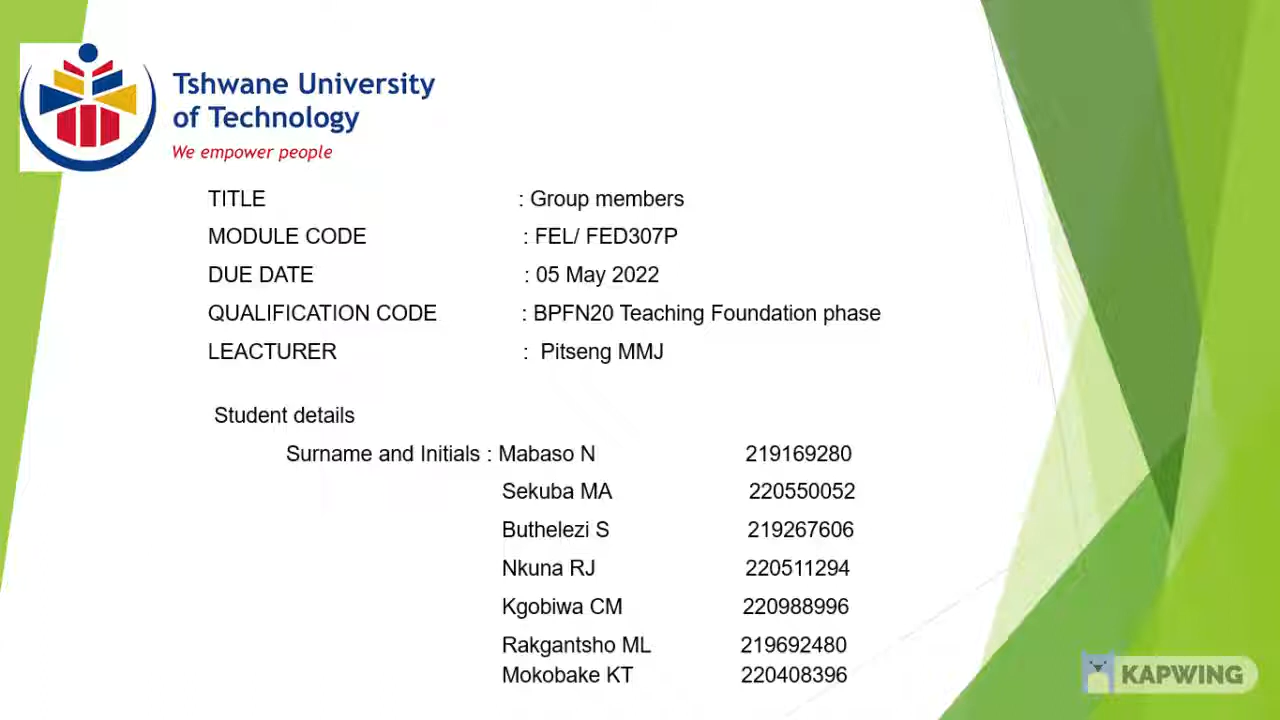 Tshwane University
of Technology
We empower people
TITLE : Group members
MODULE CODE : FEL/ FED307P
DUE DATE : 05 May 2022
QUALIFICATION CODE : BPFN20 Teaching Foundation phase
LEACTURER : Pitseng MMJ
Student details
Surname and Initials : Mabaso N 219169280
Sekuba MA 220550052
Buthelezi S 219267606
Nkuna RJ 220511294
Kgobiwa CM 220988996
Rakgantsho ML 219692480
Mokobake KT 220408396
KAPWING